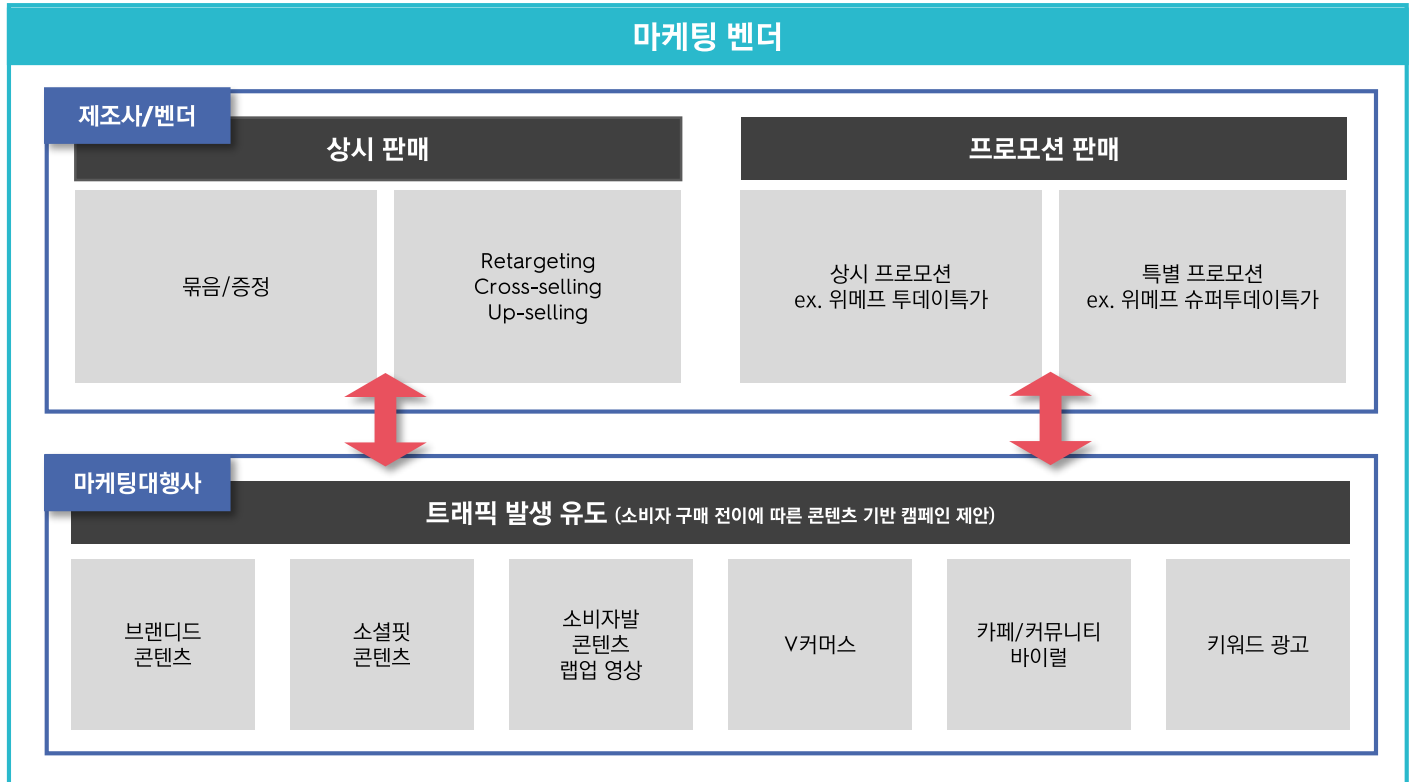 마케팅 벤더
제조사/벤더
상시 판매
프로모션 판매
묶음/증정
Retargeting
Cross-selling
Up-selling
상시 프로모션
ex. 위메프 투데이특가
특별 프로모션
ex. 위메프 슈퍼투데이특가
마케팅대행사
트래픽 발생 유도 (소비자 구매 전이에 따른 콘텐츠 기반 캠페인 제안)
브랜디드
콘텐츠
소셜핏
콘텐츠
소비자발
콘텐츠
랩업 영상
V커머스
카페/커뮤니티
바이럴
키워드 광고